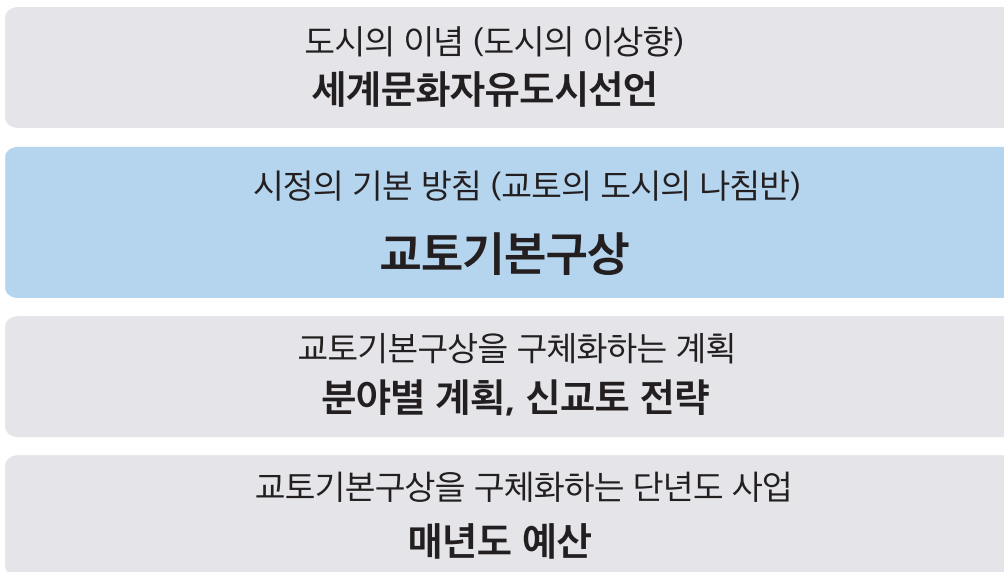 도시의 이념 (도시의 이상향)
세계문화자유도시선언
시정의 기본 방침 (교토의 도시의 나침반)
교토기본구상
교토기본구상을 구체화하는 계획
분야별 계획, 신교토 전략
교토기본구상을 구체화하는 단년도 사업
매년도 예산